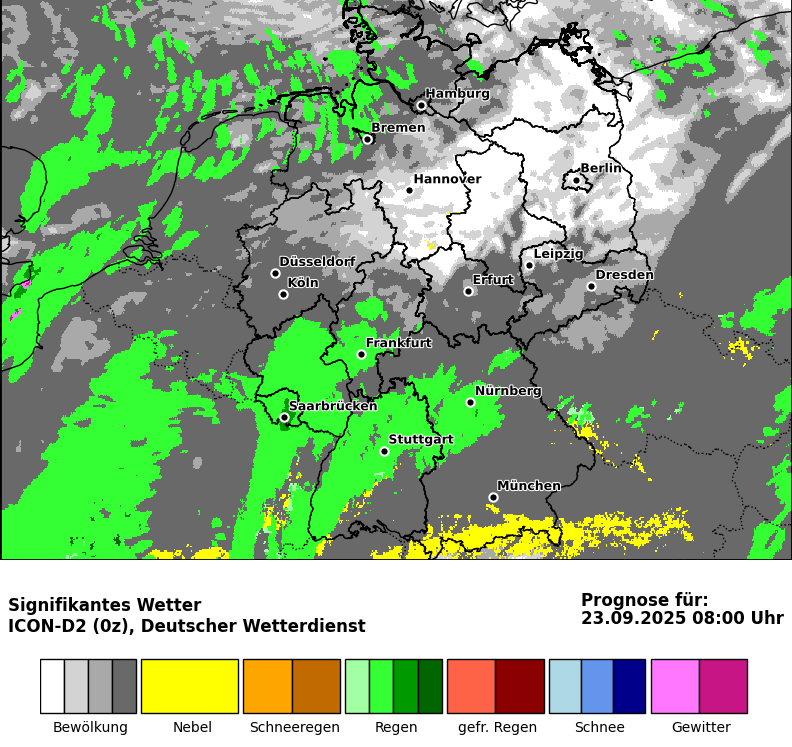 Hamburg
Bremen
Hannover
Berlin
Düsseldorf
Köln
Leipzig
Erfurt
Dresden
Frankfurt
Saarbrücken
Nürnberg
Stuttgart
München
Signifikantes Wetter
ICON-D2 (0z), Deutscher Wetterdienst
Prognose für:
23.09.2025 08:00 Uhr
Bewölkung
Nebel
Schneeregen
Regen
gefr. Regen
Schnee
Gewitter